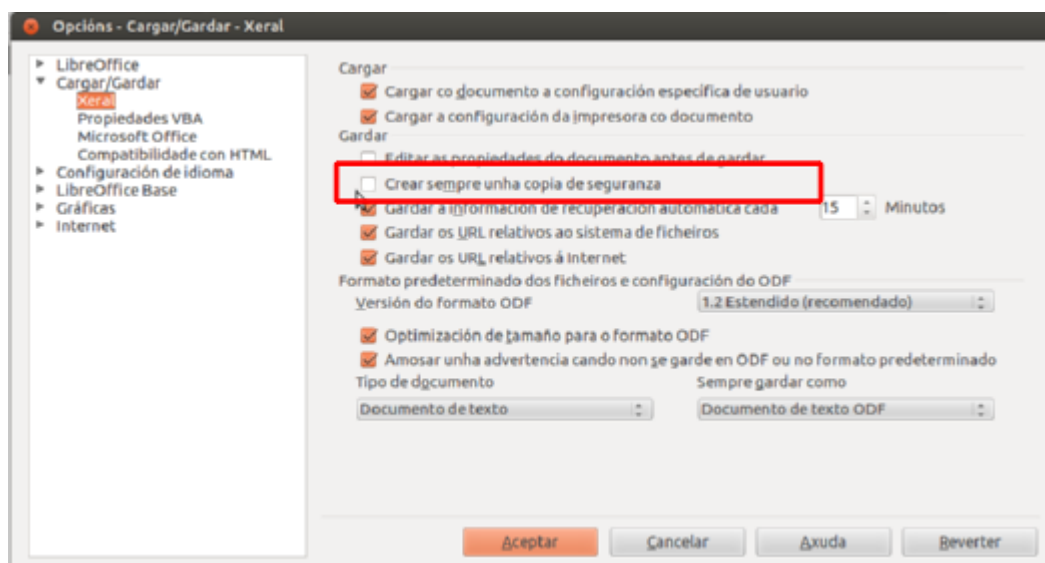 Opcións - Cargar/Gardar - Xeral
LibreOffice
Cargar/Gardar
Xeral
Propiedades VBA
Microsoft Office
Compatibilidade con HTML
Configuración de idioma
LibreOffice Base
Gráficas
Internet
Cargar
Cargar co documento a configuración específica de usuario
Cargar a configuración da impresora co documento
Gardar
Editar as propiedades do documento antes de gardar
Crear sempre unha copia de seguranza
Gardar a información de recuperación automática cada 15 Minutos
Gardar os URL relativos ao sistema de ficheiros
Gardar os URL relativos á Internet
Formato predeterminado dos ficheiros e configuración do ODF
Versión do formato ODF 1.2 Estendido (recomendado)
Optimización de tamaño para o formato ODF
Amosar unha advertencia cando non se garde en ODF ou no formato predeterminado
Tipo de documento Sempre gardar como
Documento de texto Documento de texto ODF
Aceptar Cancelar Axuda Reverter